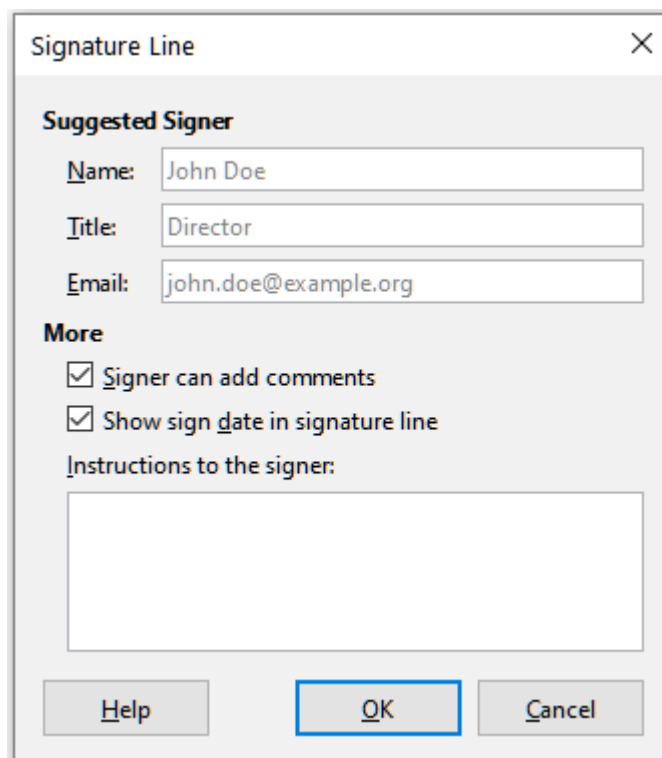 Signature Line
Suggested Signer
Name: John Doe
Title: Director
Email: john.doe@example.org
More
Signer can add comments
Show sign date in signature line
Instructions to the signer:
Help OK Cancel